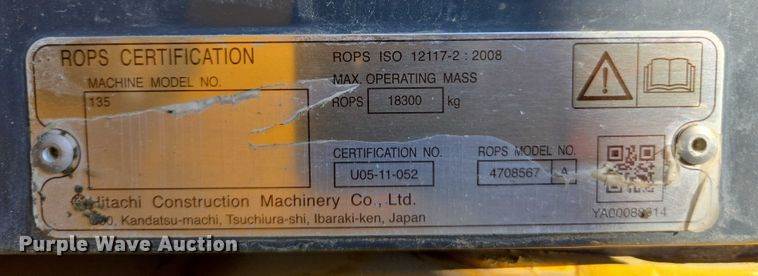 ROPS CERTIFICATION
ROPS ISO 12117-2 : 2008
MACHINE MODEL NO.
135
MAX. OPERATING MASS
ROPS 18300 kg
CERTIFICATION NO.
U05-11-052
ROPS MODEL NO.
4708567 A
Hitachi Construction Machinery Co., Ltd.
Kandatsu-machi, Tsuchiura-shi, Ibaraki-ken, Japan
Purple Wave Auction